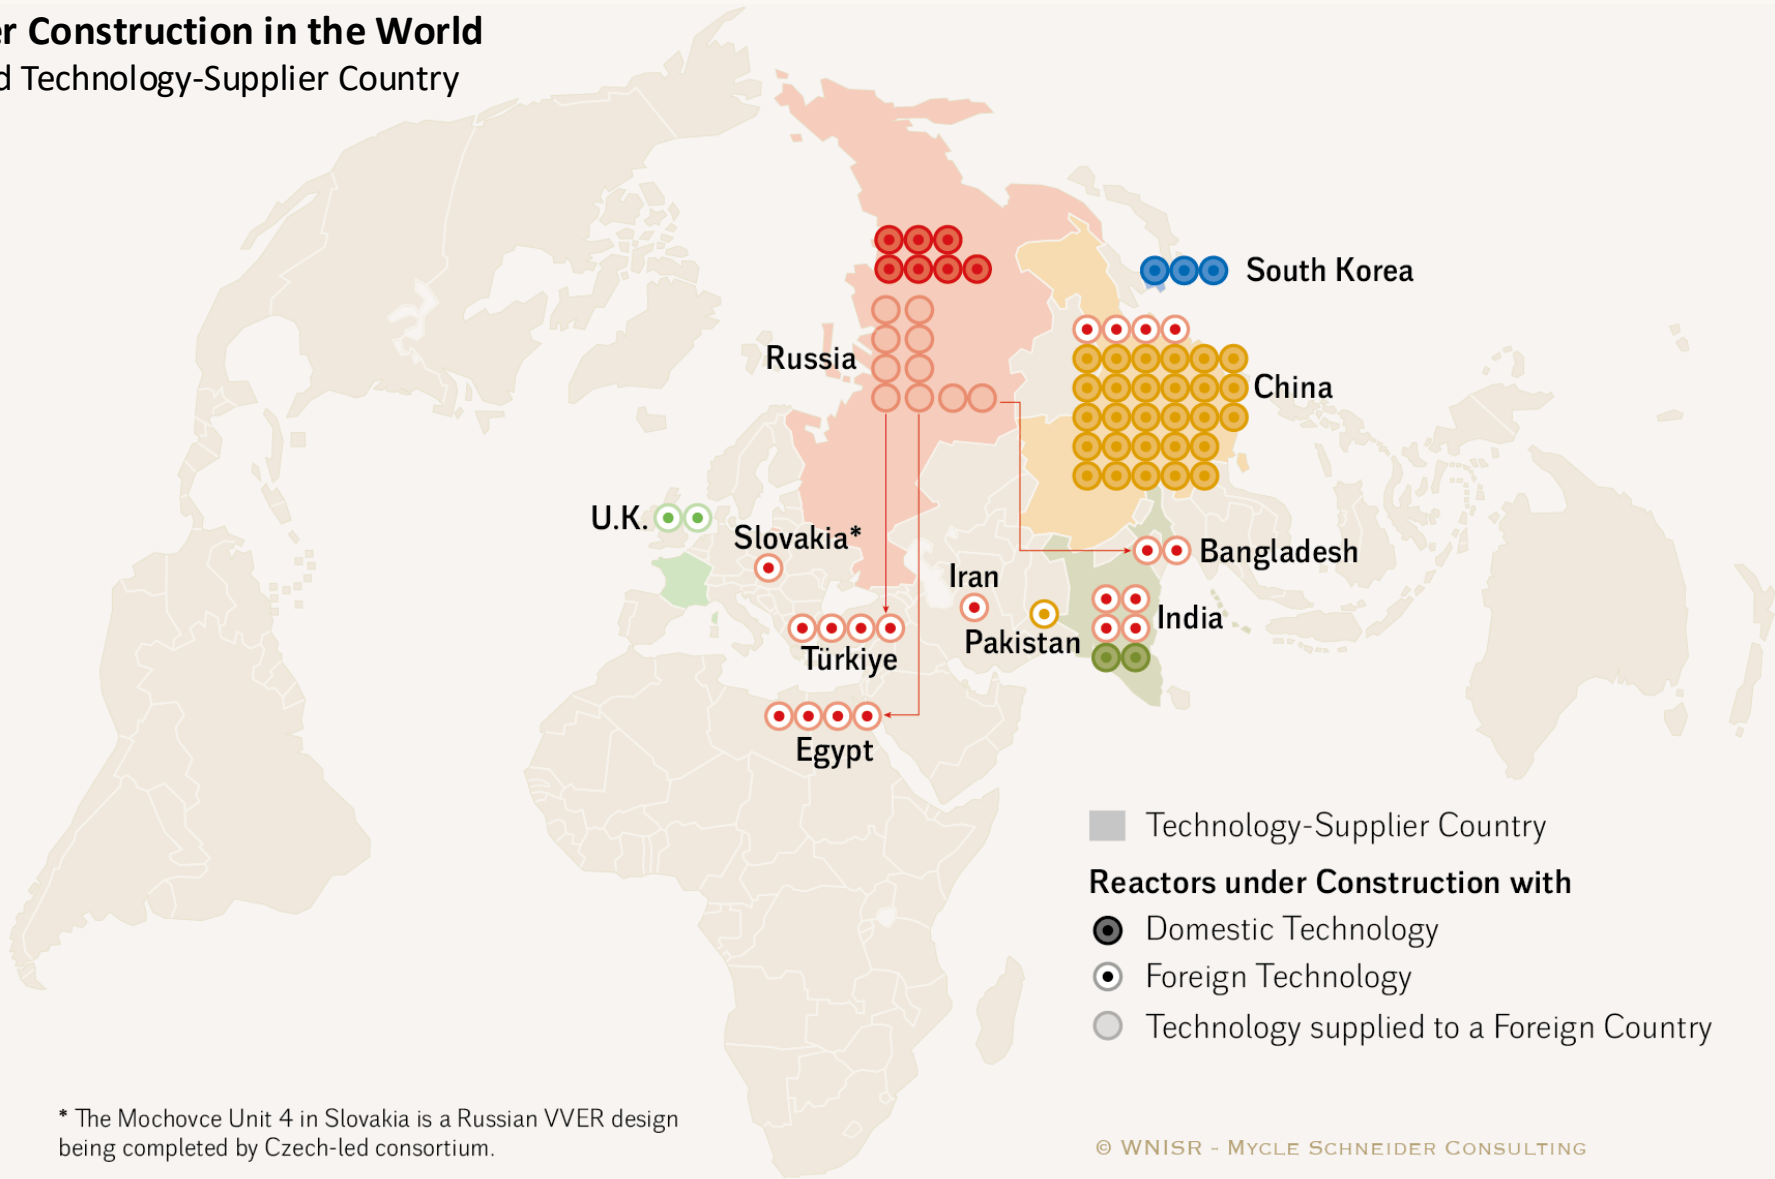 er Construction in the World
d Technology-Supplier Country
South Korea
Russia
China
U.K.
Slovakia*
Bangladesh
Iran
India
Pakistan
Türkiye
Egypt
Technology-Supplier Country
Reactors under Construction with
Domestic Technology
Foreign Technology
Technology supplied to a Foreign Country
* The Mochovce Unit 4 in Slovakia is a Russian VVER design
being completed by Czech-led consortium.
© WNISR - Mycle Schneider Consulting